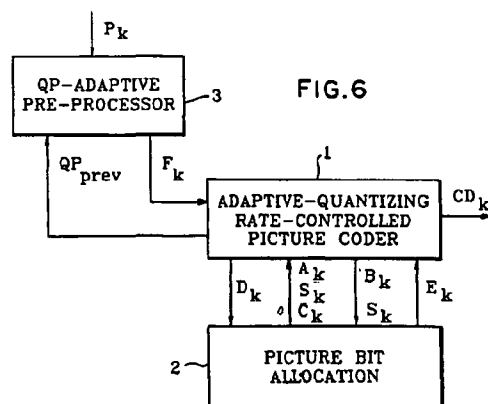 P_k
QP-ADAPTIVE
PRE-PROCESSOR
3
FIG.6
QP_prev
F_k
1
ADAPTIVE-QUANTIZING
RATE-CONTROLLED
PICTURE CODER
CD_k
D_k
A_k
S_k
C_k
B_k
S_k
E_k
2
PICTURE BIT
ALLOCATION